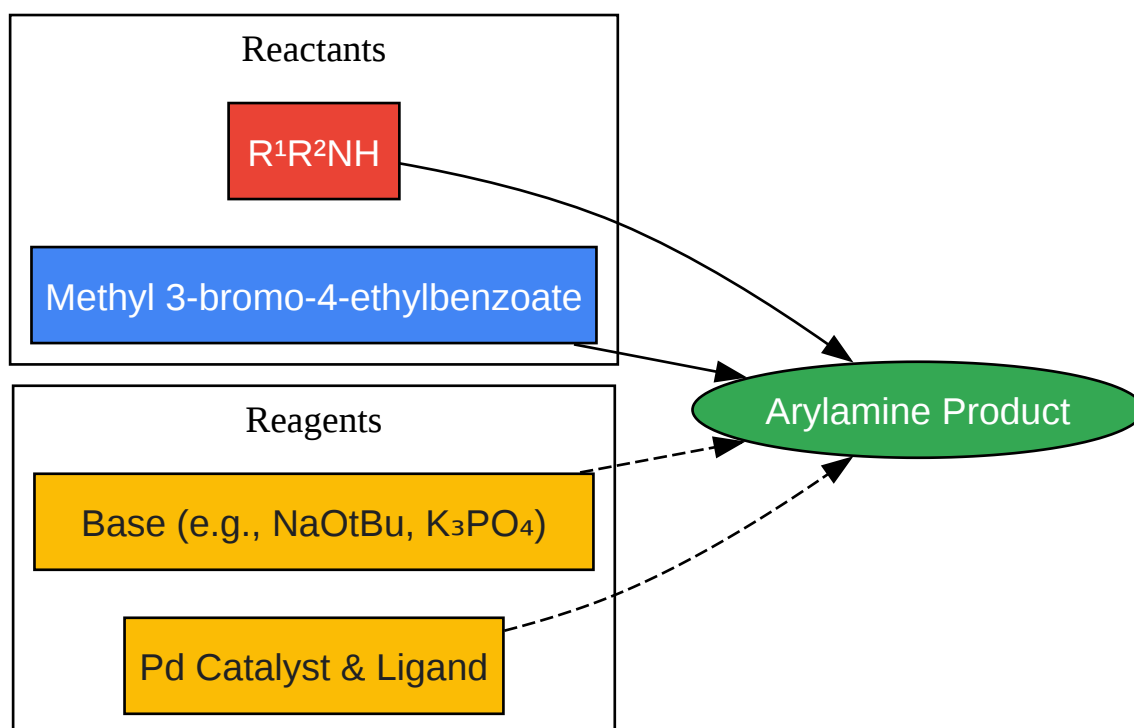 Reactants
R¹R²NH
Methyl 3-bromo-4-ethylbenzoate
Arylamine Product
Reagents
Base (e.g., NaOtBu, K₃PO₄)
Pd Catalyst & Ligand